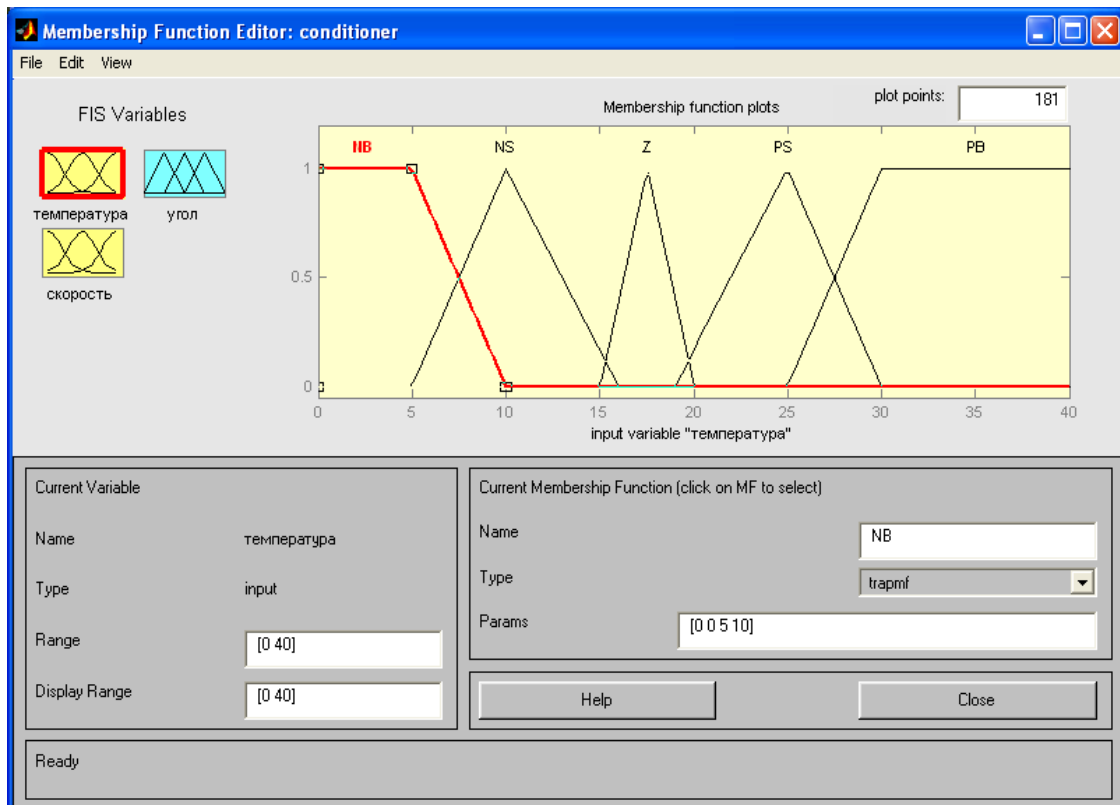 Membership Function Editor: conditioner
File Edit View
FIS Variables
Membership function plots
plot points:
181
температура
угол
скорость
NB
NS
Z
PS
PB
1
0.5
0
0 5 10 15 20 25 30 35 40
input variable "температура"
Current Variable
Name
температура
Type
input
Range
[0 40]
Display Range
[0 40]
Current Membership Function (click on MF to select)
Name
NB
Type
trapmf
Params
[0 0 5 10]
Help
Close
Ready